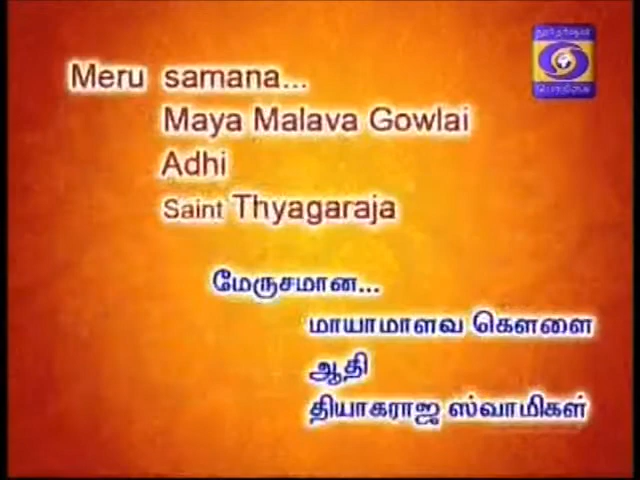 Meru samana...
Maya Malava Gowlai
Adhi
Saint Thyagaraja
மேருசமான...
மாயாமாளவ கௌளை
ஆதி
தியாகராஜ ஸ்வாமிகள்
பொதிகை